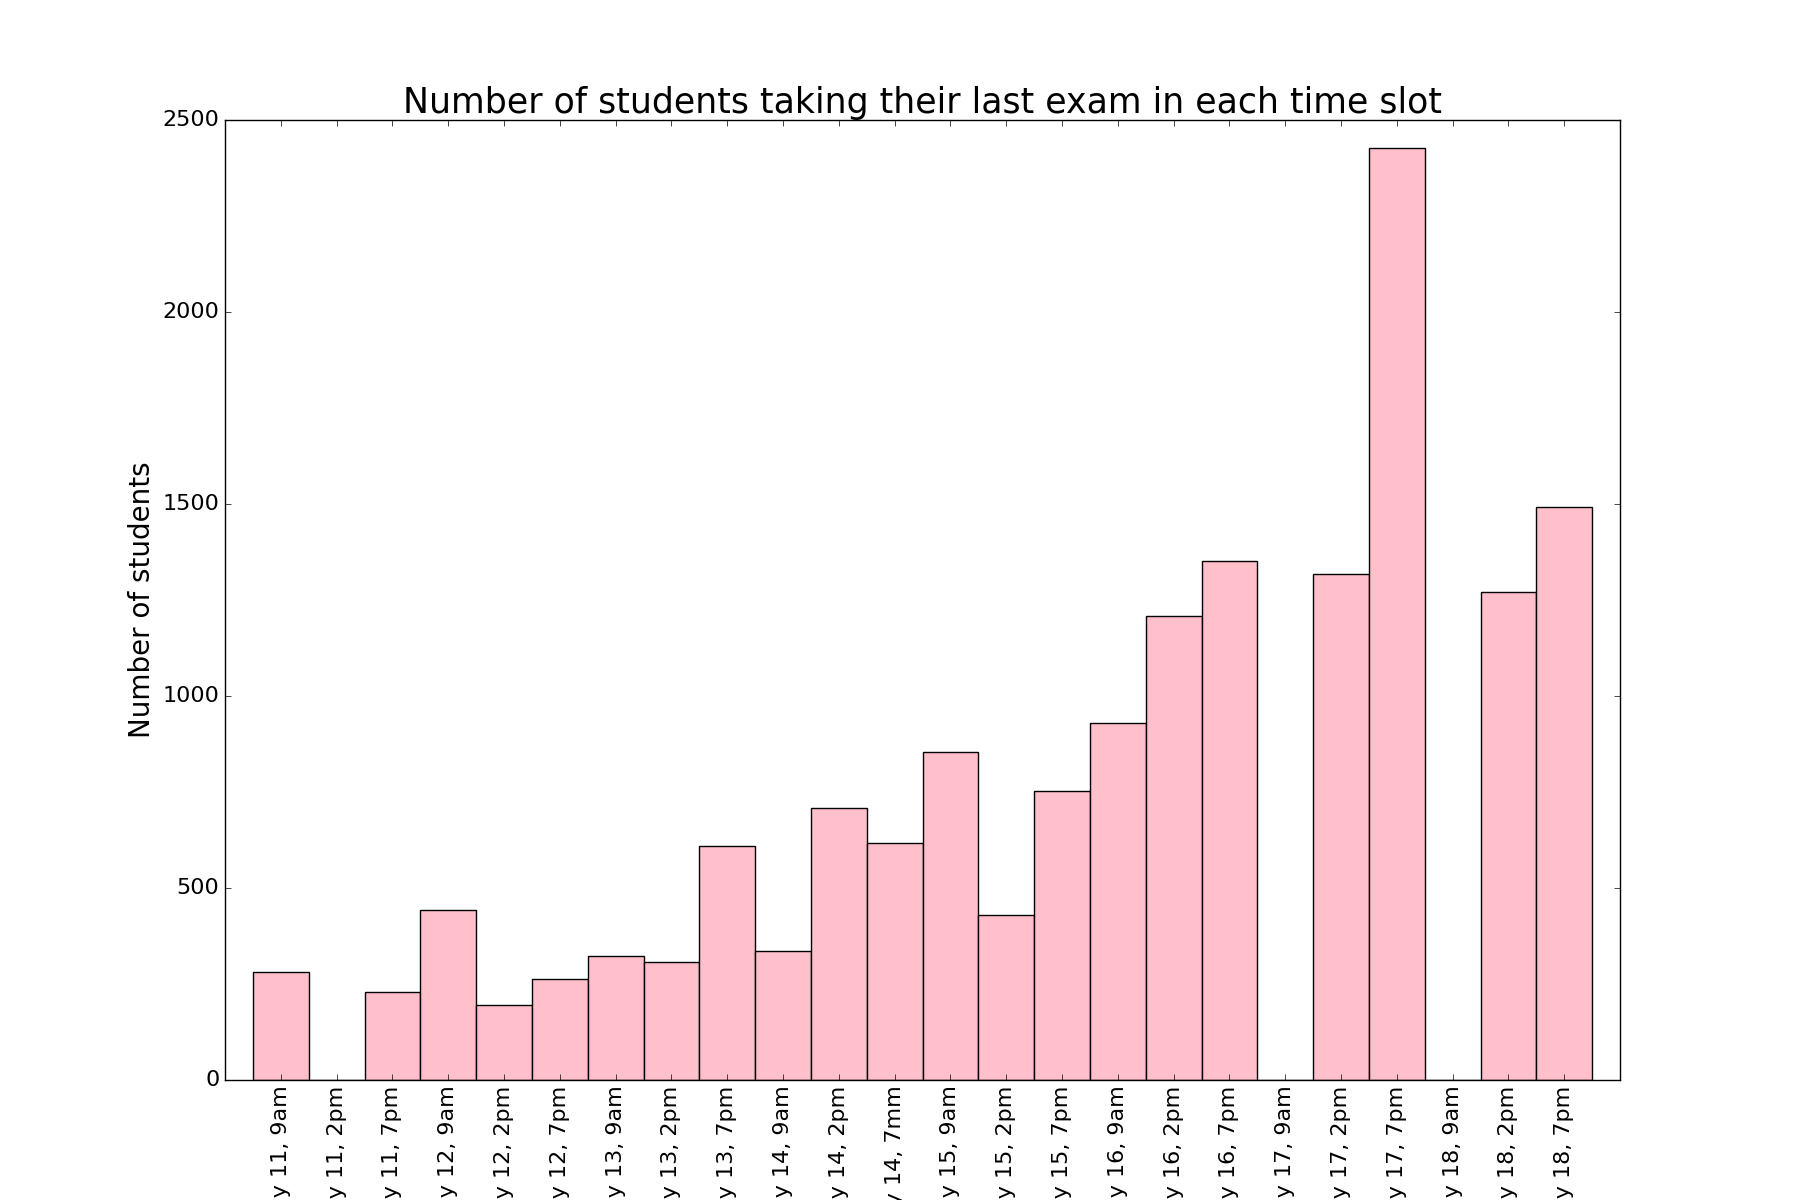 Number of students taking their last exam in each time slot
Number of students
2500
2000
1500
1000
500
0
y 11, 9am
y 11, 2pm
y 11, 7pm
y 12, 9am
y 12, 2pm
y 12, 7pm
y 13, 9am
y 13, 2pm
y 13, 7pm
y 14, 9am
y 14, 2pm
y 14, 7mm
y 15, 9am
y 15, 2pm
y 15, 7pm
y 16, 9am
y 16, 2pm
y 16, 7pm
y 17, 9am
y 17, 2pm
y 17, 7pm
y 18, 9am
y 18, 2pm
y 18, 7pm